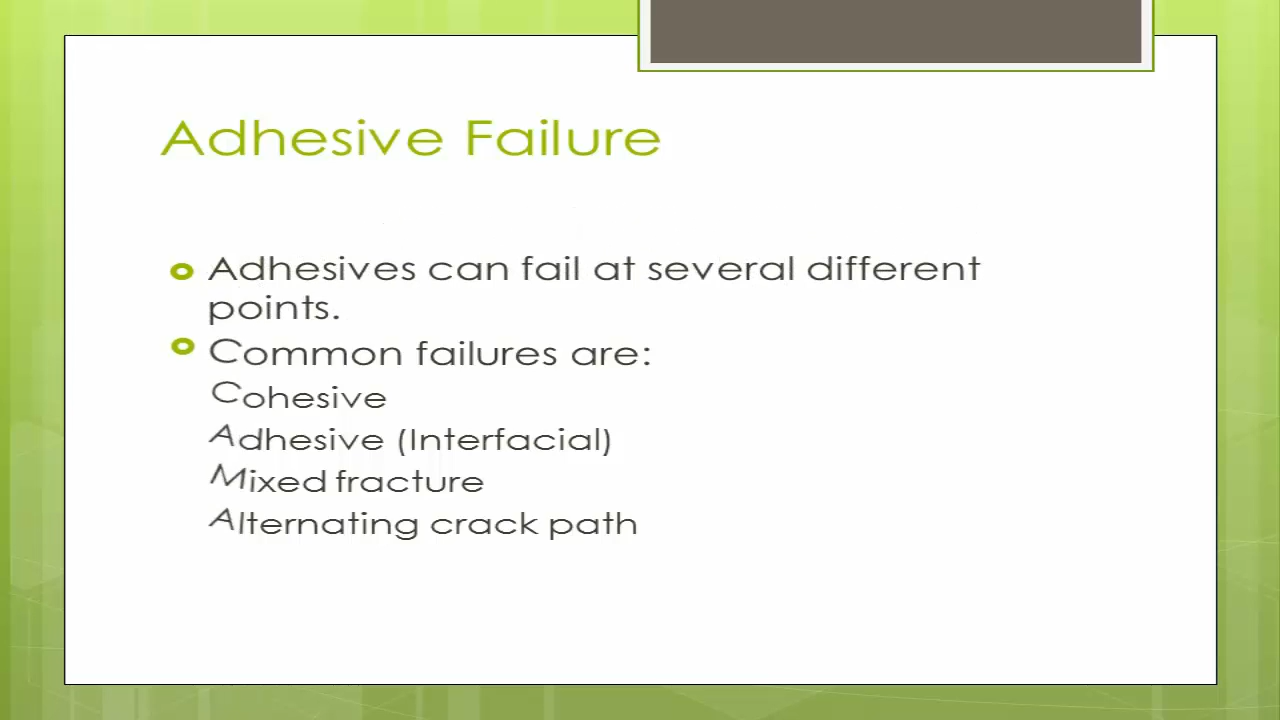 Adhesive Failure
Adhesives can fail at several different
points.
Common failures are:
Cohesive
Adhesive (Interfacial)
Mixed fracture
Alternating crack path